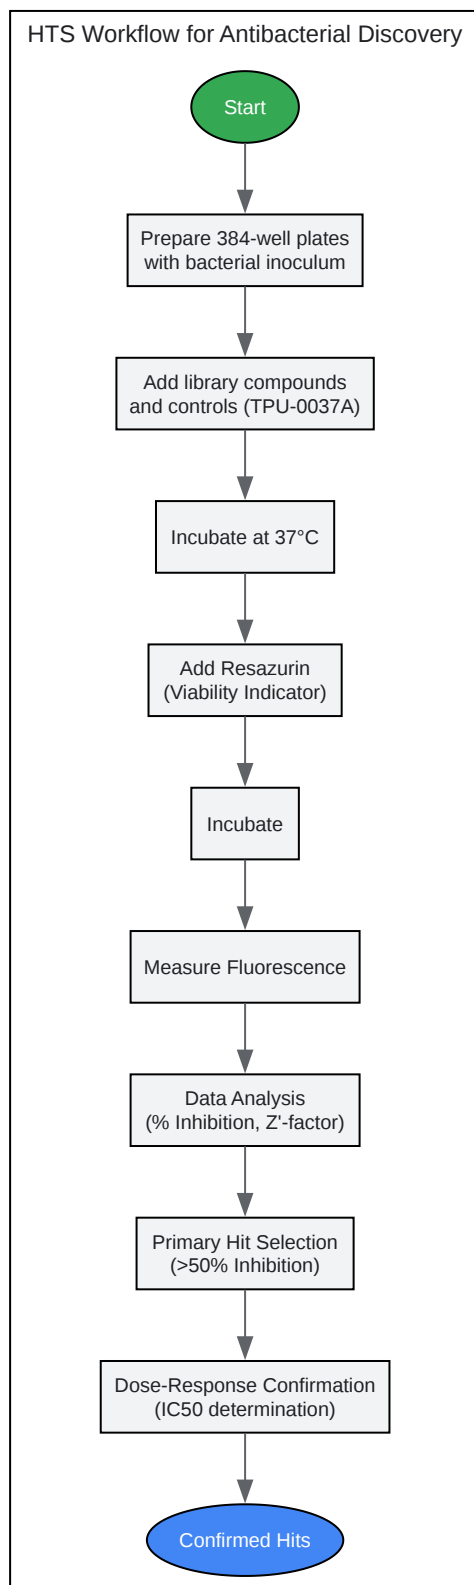 HTS Workflow for Antibacterial Discovery
Start
Prepare 384-well plates
with bacterial inoculum
Add library compounds
and controls (TPU-0037A)
Incubate at 37°C
Add Resazurin
(Viability Indicator)
Incubate
Measure Fluorescence
Data Analysis
(% Inhibition, Z'-factor)
Primary Hit Selection
(>50% Inhibition)
Dose-Response Confirmation
(IC50 determination)
Confirmed Hits